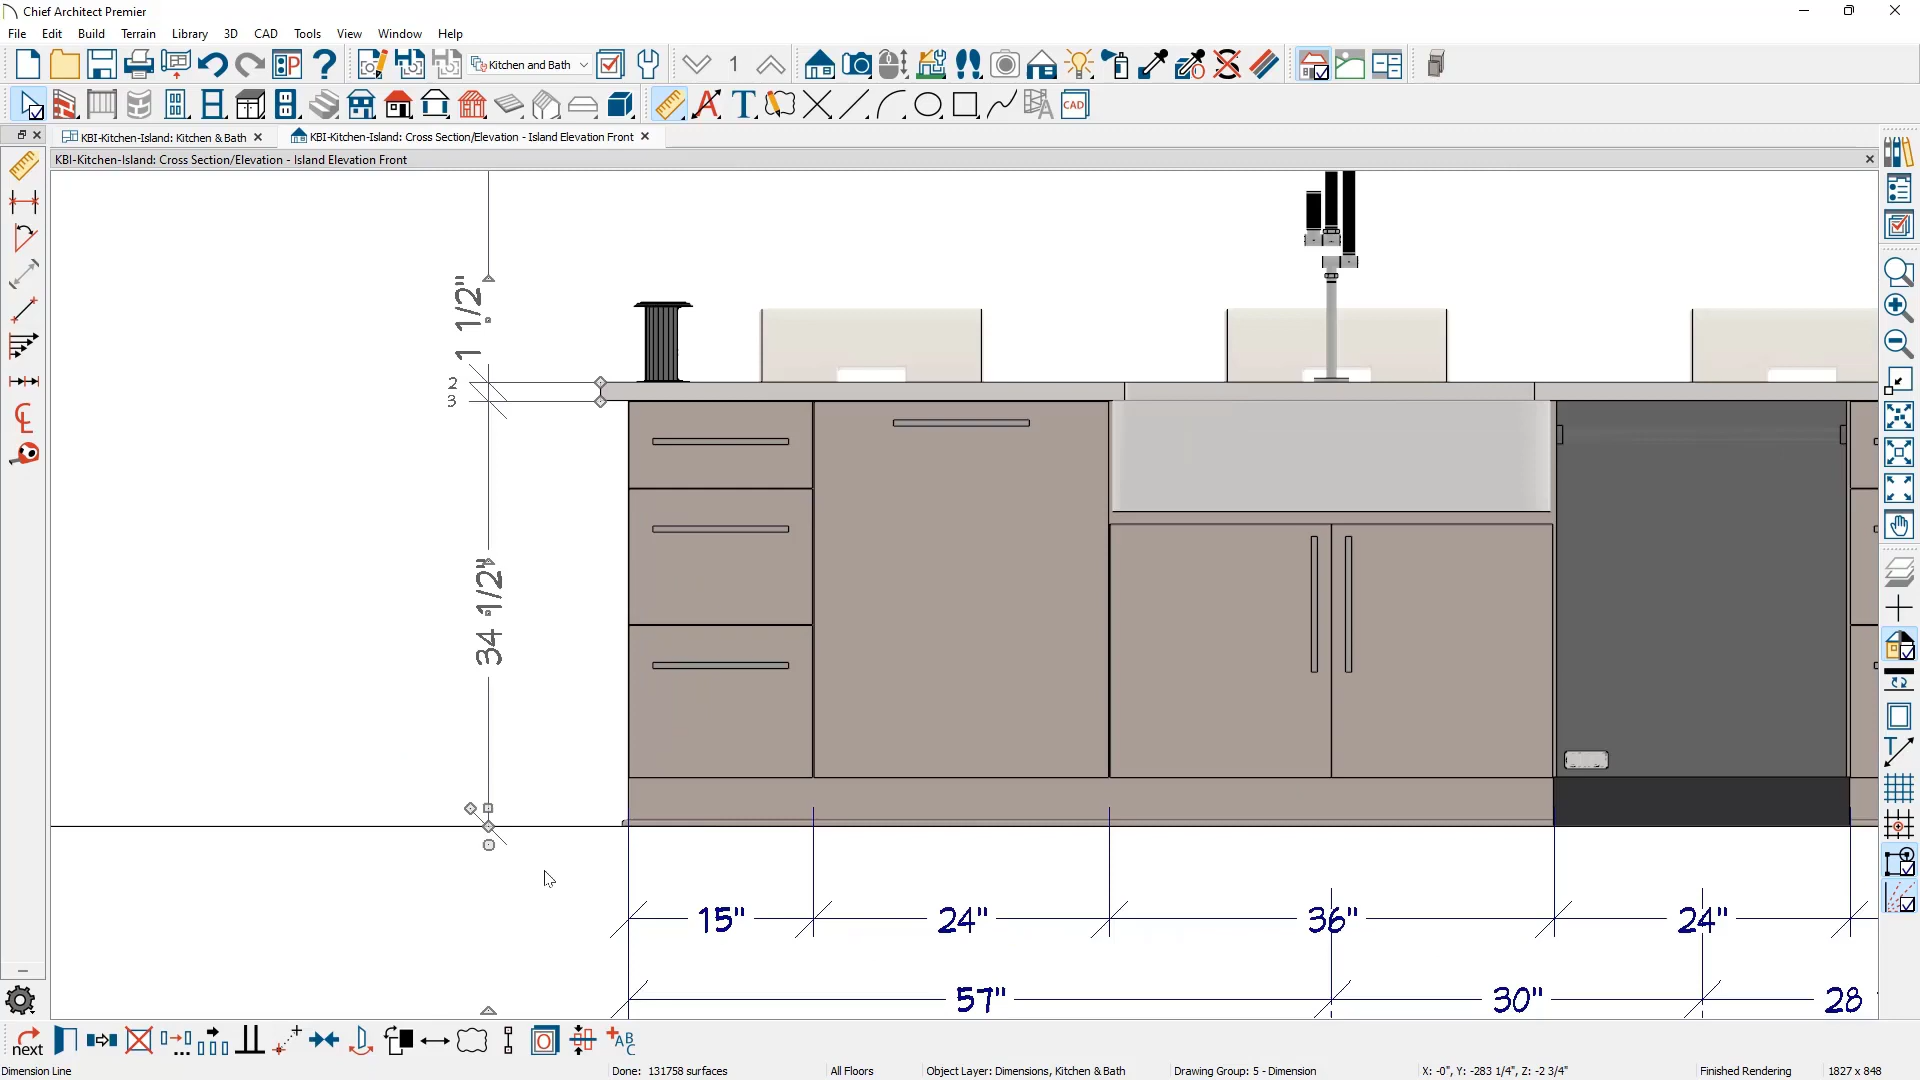 Chief Architect Premier
File Edit Build Terrain Library 3D CAD Tools View Window Help
Kitchen and Bath
1
CAD
KBI-Kitchen-Island: Kitchen & Bath
KBI-Kitchen-Island: Cross Section/Elevation - Island Elevation Front
KBI-Kitchen-Island: Cross Section/Elevation - Island Elevation Front
1 1/2"
2
3
34 1/2"
15" 24" 36" 24"
57" 30" 28
next
Dimension Line
Done: 131758 surfaces
All Floors
Object Layer: Dimensions, Kitchen & Bath
Drawing Group: 5 - Dimension
X: -0", Y: -283 1/4", Z: -2 3/4"
Finished Rendering
1827 x 848